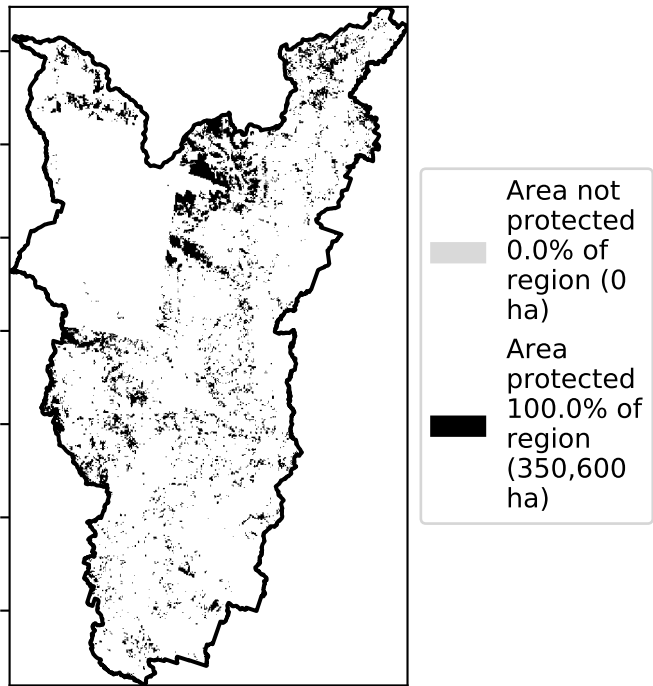 Area not
protected
0.0% of
region (0
ha)
Area
protected
100.0% of
region
(350,600
ha)